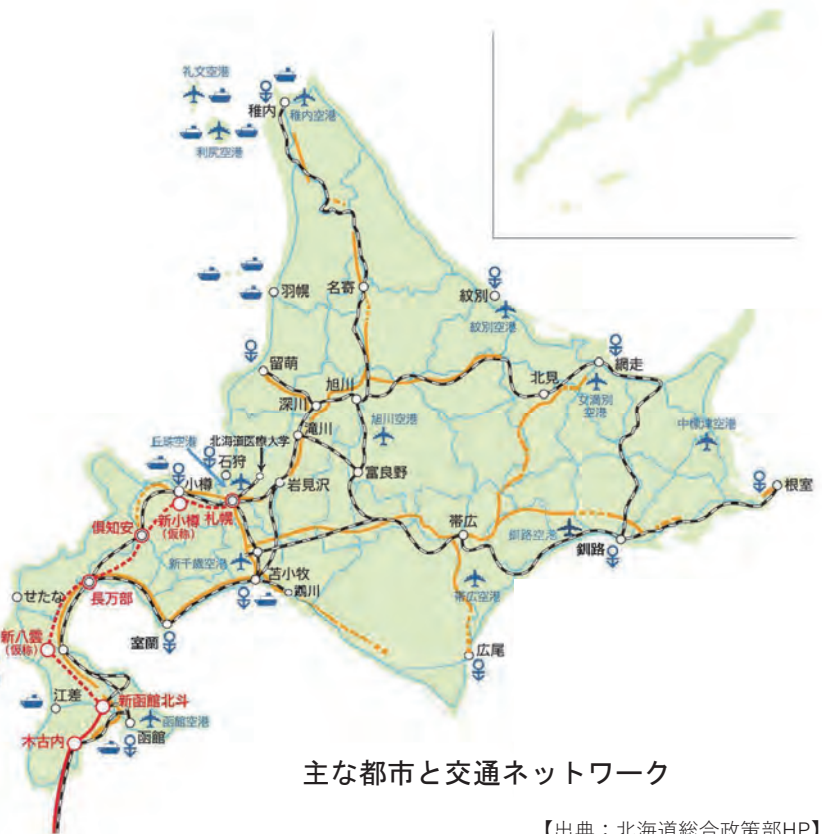 礼文空港
稚内
稚内空港
利尻空港
羽幌
名寄
紋別
紋別空港
留萌
旭川
北見
網走
女満別
空港
深川
旭川空港
中標津空港
滝川
丘珠空港
北海道医療大学
石狩
富良野
岩見沢
根室
小樽
新小樽
(仮称)
札幌
倶知安
帯広
釧路空港
釧路
新千歳空港
苫小牧
鵡川
帯広空港
せたな
長万部
室蘭
新八雲
(仮称)
広尾
江差
新函館北斗
函館空港
木古内
函館
主な都市と交通ネットワーク
【出典:北海道総合政策部HP】